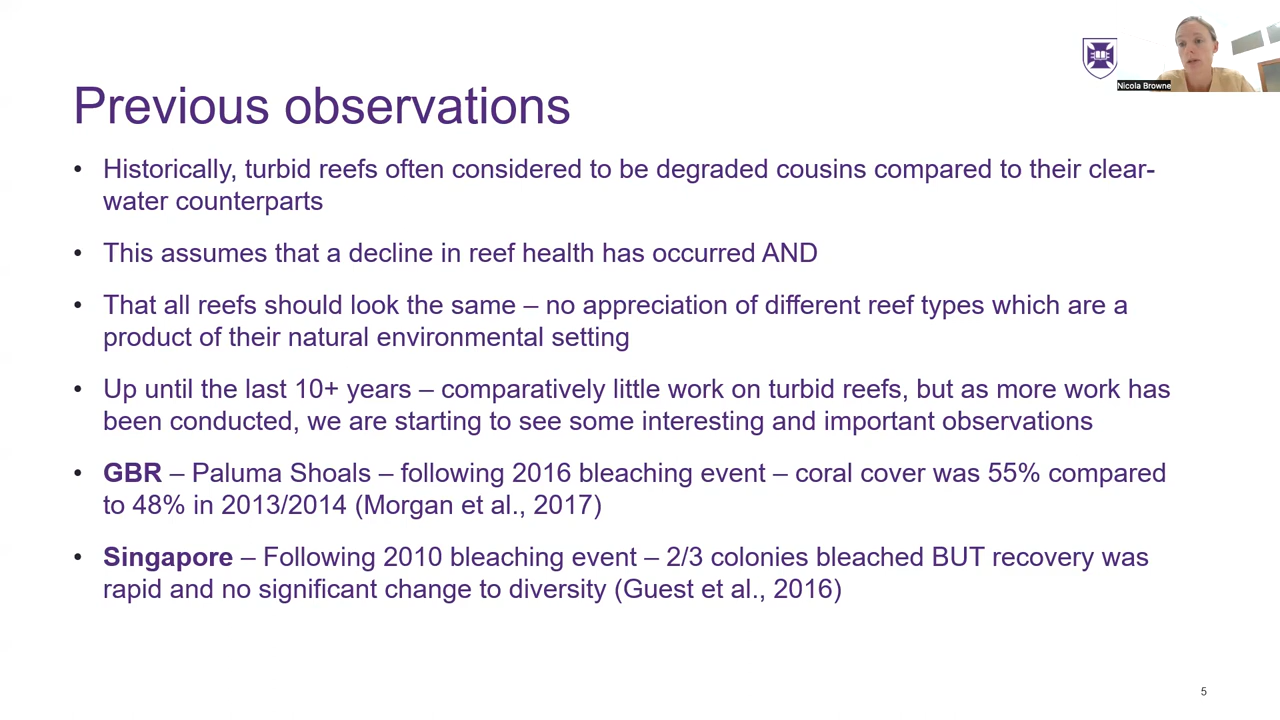 Nicola Browne
Previous observations
• Historically, turbid reefs often considered to be degraded cousins compared to their clear-
water counterparts
• This assumes that a decline in reef health has occurred AND
• That all reefs should look the same – no appreciation of different reef types which are a
product of their natural environmental setting
• Up until the last 10+ years – comparatively little work on turbid reefs, but as more work has
been conducted, we are starting to see some interesting and important observations
• GBR – Paluma Shoals – following 2016 bleaching event – coral cover was 55% compared
to 48% in 2013/2014 (Morgan et al., 2017)
• Singapore – Following 2010 bleaching event – 2/3 colonies bleached BUT recovery was
rapid and no significant change to diversity (Guest et al., 2016)
5